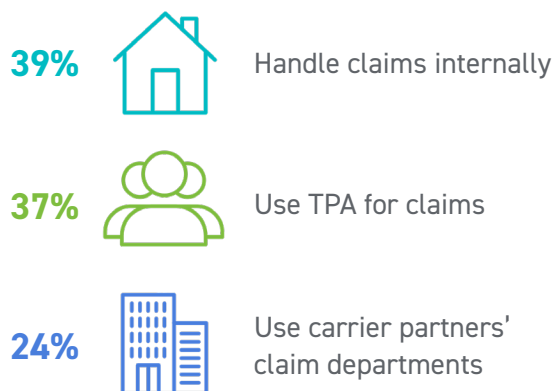 39%
Handle claims internally
37%
Use TPA for claims
24%
Use carrier partners’
claim departments